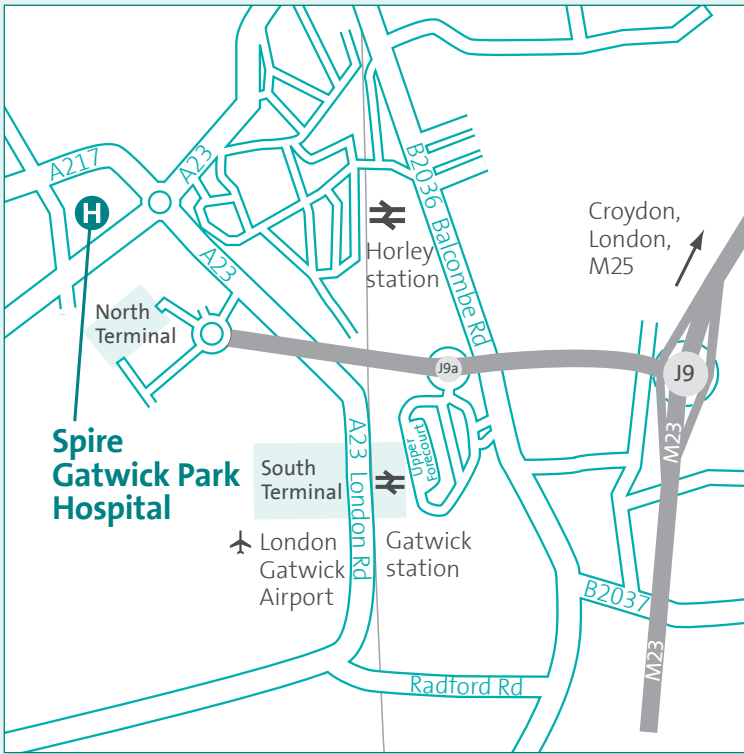 A217
A23
H
B2036 Balcombe Rd
Croydon,
London,
M25
Horley
station
A23
North
Terminal
J9a
J9
Spire
Gatwick Park
Hospital
A23 London Rd
South
Terminal
Upper
Forecourt
M23
London
Gatwick
Airport
Gatwick
station
B2037
M23
Radford Rd